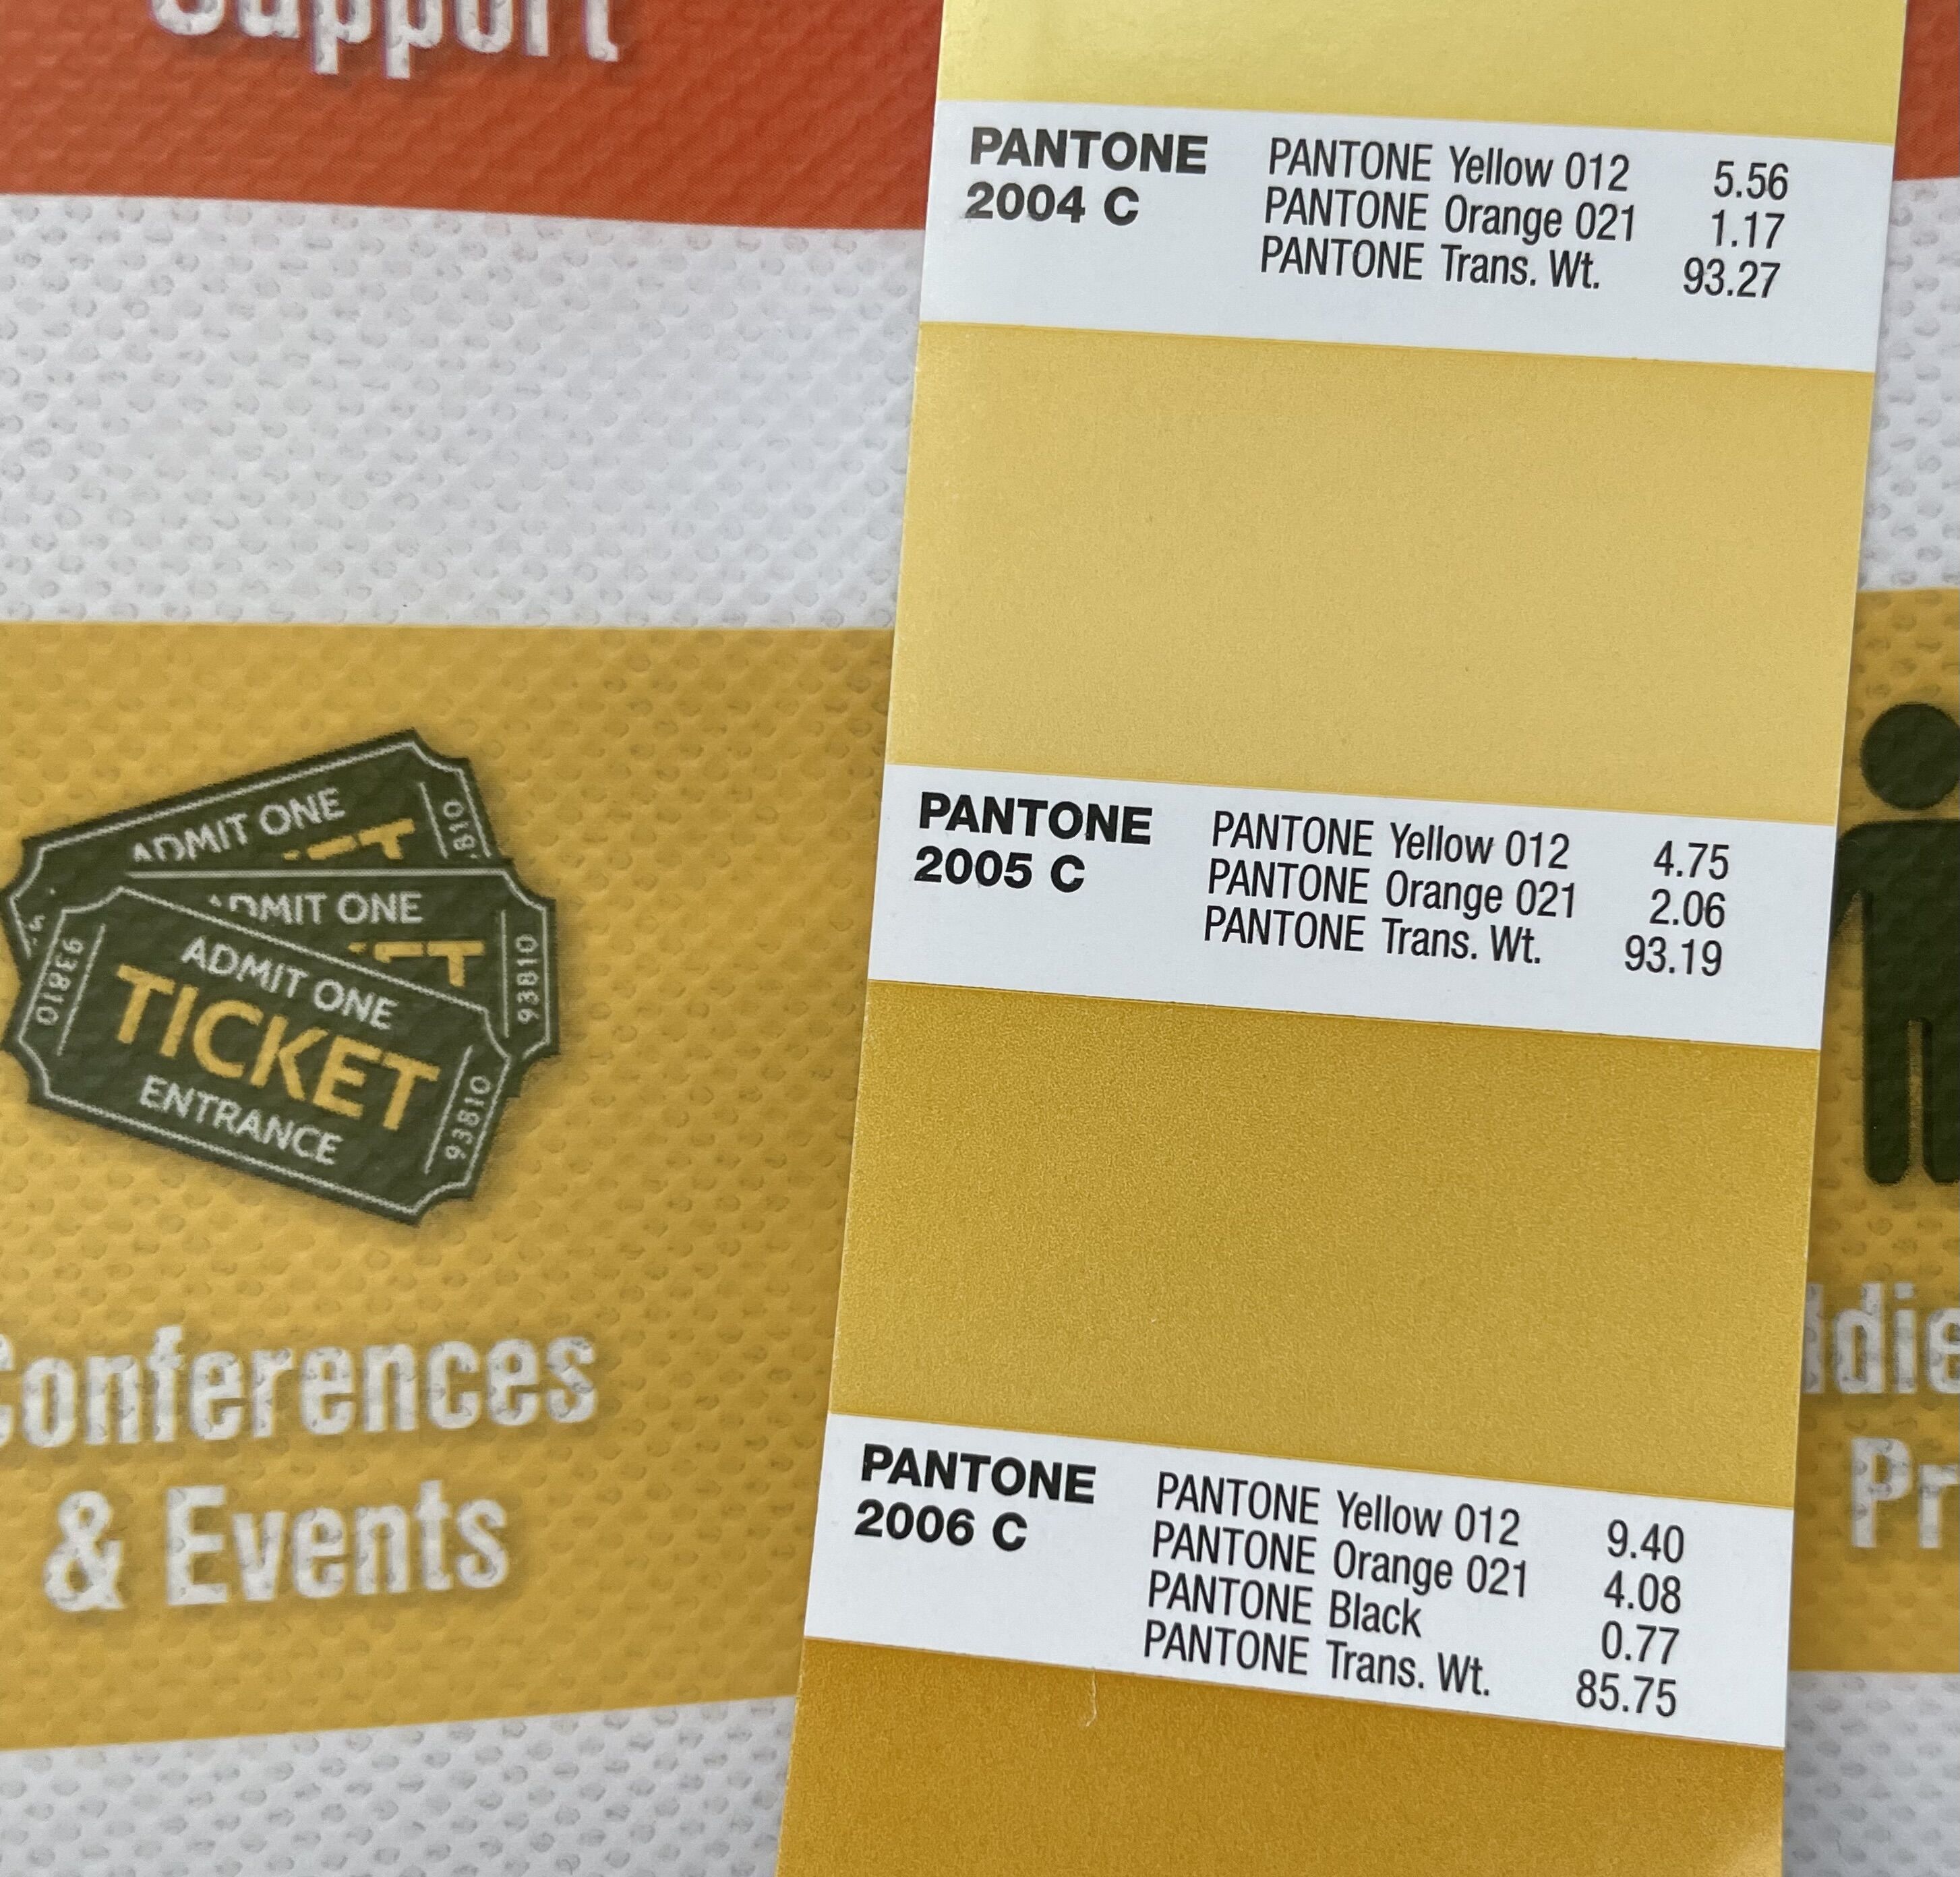 Support
PANTONE
2004 C
PANTONE Yellow 012 5.56
PANTONE Orange 021 1.17
PANTONE Trans. Wt. 93.27
PANTONE
2005 C
PANTONE Yellow 012 4.75
PANTONE Orange 021 2.06
PANTONE Trans. Wt. 93.19
PANTONE
2006 C
PANTONE Yellow 012 9.40
PANTONE Orange 021 4.08
PANTONE Black 0.77
PANTONE Trans. Wt. 85.75
ADMIT ONE
810
ADMIT ONE
93810
93810
ADMIT ONE
TICKET
ENTRANCE
93810
Conferences
& Events